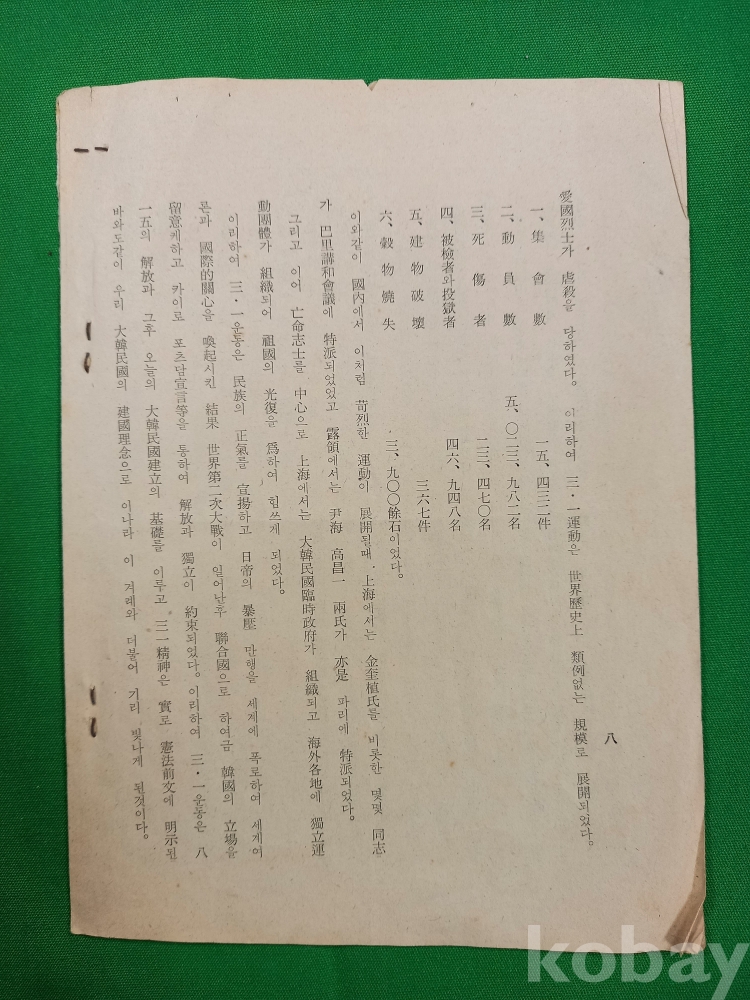 愛國烈士가 虐殺을 당하였다. 이리하여 三·一運動은 世界歷史上 類例없는 規模로 展開되었다.
一、集會數 一五、四三二件
二、動員數 五、〇二三、九八二名
三、死傷者 二三、四七〇名
四、被檢者와投獄者 四六、九四八名
五、建物破壞 三六七件
六、穀物燒失 三、九〇〇餘石이었다.
이와같이 國內에서 이처럼 苛烈한 運動이 展開될때 上海에서는 金奎植氏를 비롯한 몇몇 同志
가 巴里講和會議에 特派되었었고 露領에서는 尹海 高昌一 兩氏가 亦是 파리에 特派되었다.
그리고 이어 亡命志士를 中心으로 上海에서는 大韓民國臨時政府가 組織되고 海外各地에 獨立運
動團體가 組織되어 祖國의 光復을 爲하여 힘쓰게 되었다.
이리하여 三·一운동은 民族의 正氣를 宣揚하고 日帝의 暴壓 만행을 세계에 폭로하여 세계여
론과 國際的關心을 喚起시킨 結果 世界第二次大戰이 일어난후 聯合國으로 하여금 韓國의 立場을
留意케하고 카이로 포츠담宣言等을 통하여 解放과 獨立이 約束되었다. 이리하여 三·一운동은 八
一五의 解放과 그후 오늘의 大韓民國建立의 基礎를 이루고 三一精神은 實로 憲法前文에 明示된
바와도같이 우리 大韓民國의 建國理念으로 이나라 이 겨레와 더불어 기리 빛나게 될것이다.
八
kobay